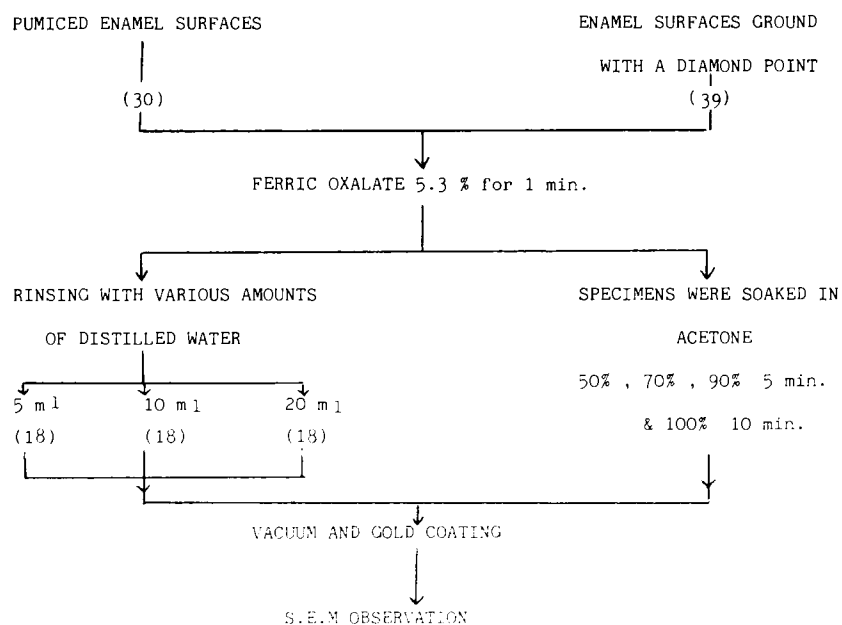 PUMICED ENAMEL SURFACES
ENAMEL SURFACES GROUND
WITH A DIAMOND POINT
(30)
(39)
FERRIC OXALATE 5.3 % for 1 min.
RINSING WITH VARIOUS AMOUNTS
OF DISTILLED WATER
SPECIMENS WERE SOAKED IN
ACETONE
50% , 70% , 90% 5 min.
& 100% 10 min.
5 ml
10 ml
20 ml
(18)
(18)
(18)
VACUUM AND GOLD COATING
S.E.M OBSERVATION